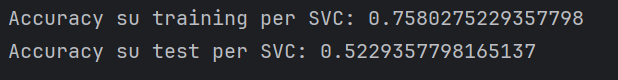 Accuracy su training per SVC: 0.7580275229357798
Accuracy su test per SVC: 0.5229357798165137